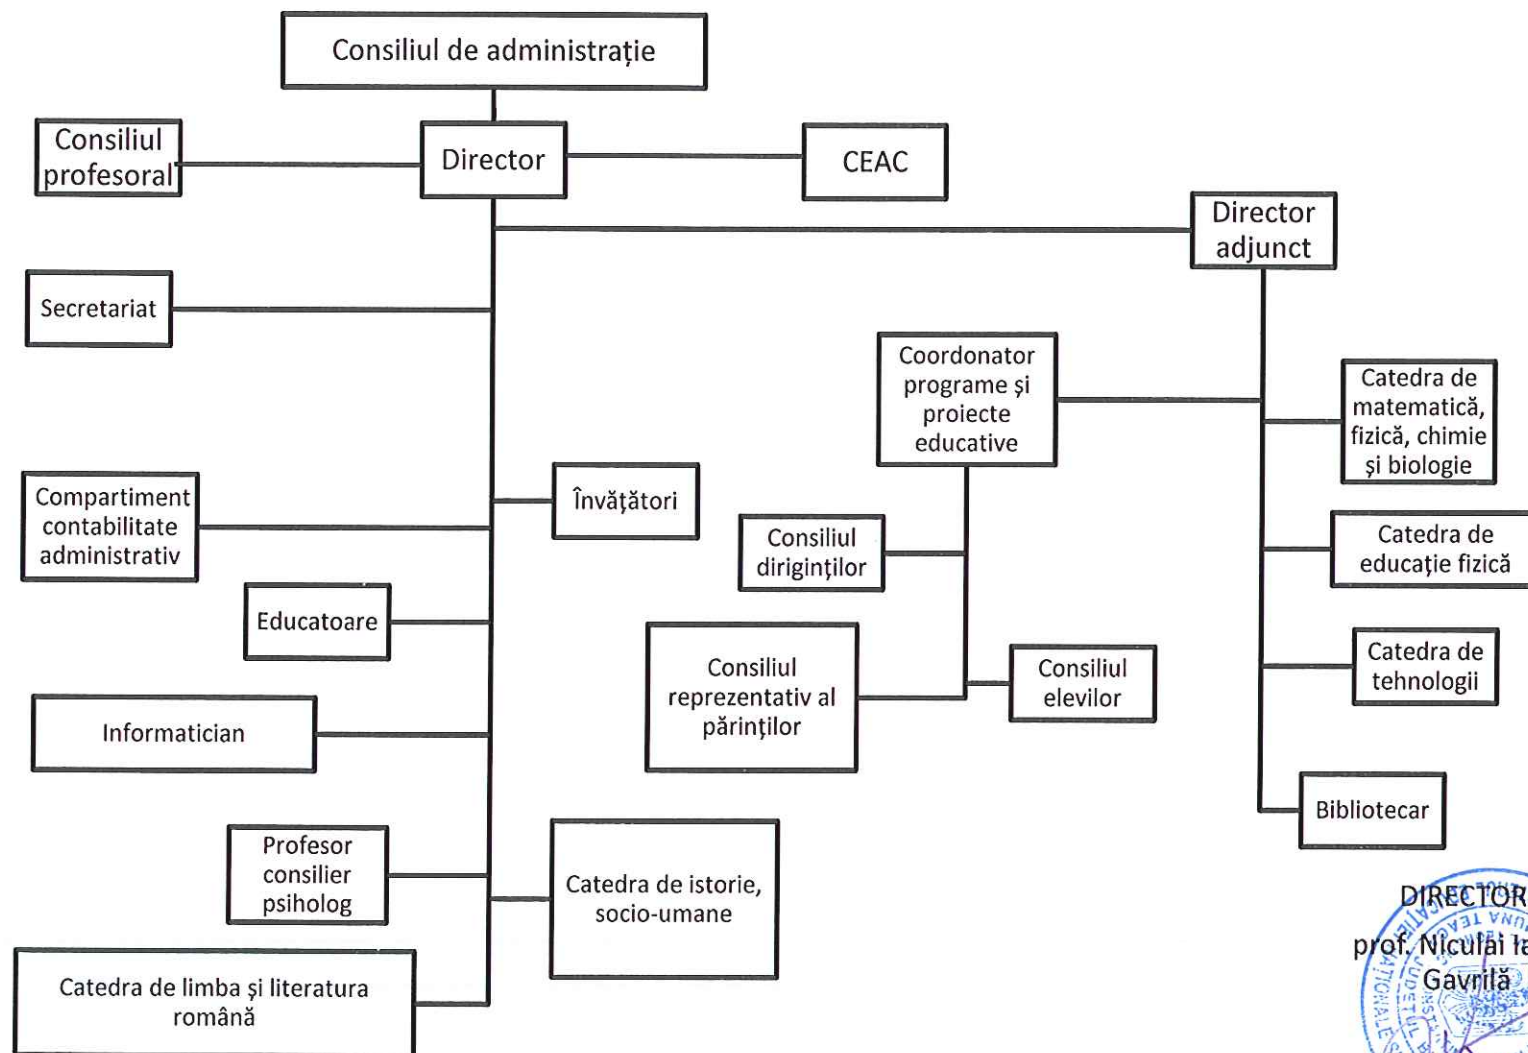 Consiliul de administrație
Consiliul
profesoral
Director
CEAC
Director
adjunct
Secretariat
Coordonator
programe și
proiecte
educative
Catedra de
matematică,
fizică, chimie
și biologie
Compartiment
contabilitate
administrativ
Învățători
Consiliul
diriginților
Catedra de
educație fizică
Educatoare
Consiliul
reprezentativ al
părinților
Consiliul
elevilor
Catedra de
tehnologii
Informatician
Bibliotecar
Profesor
consilier
psiholog
Catedra de istorie,
socio-umane
Catedra de limba și literatura
română
DIRECTOR
prof. Niculai
Gavrilă